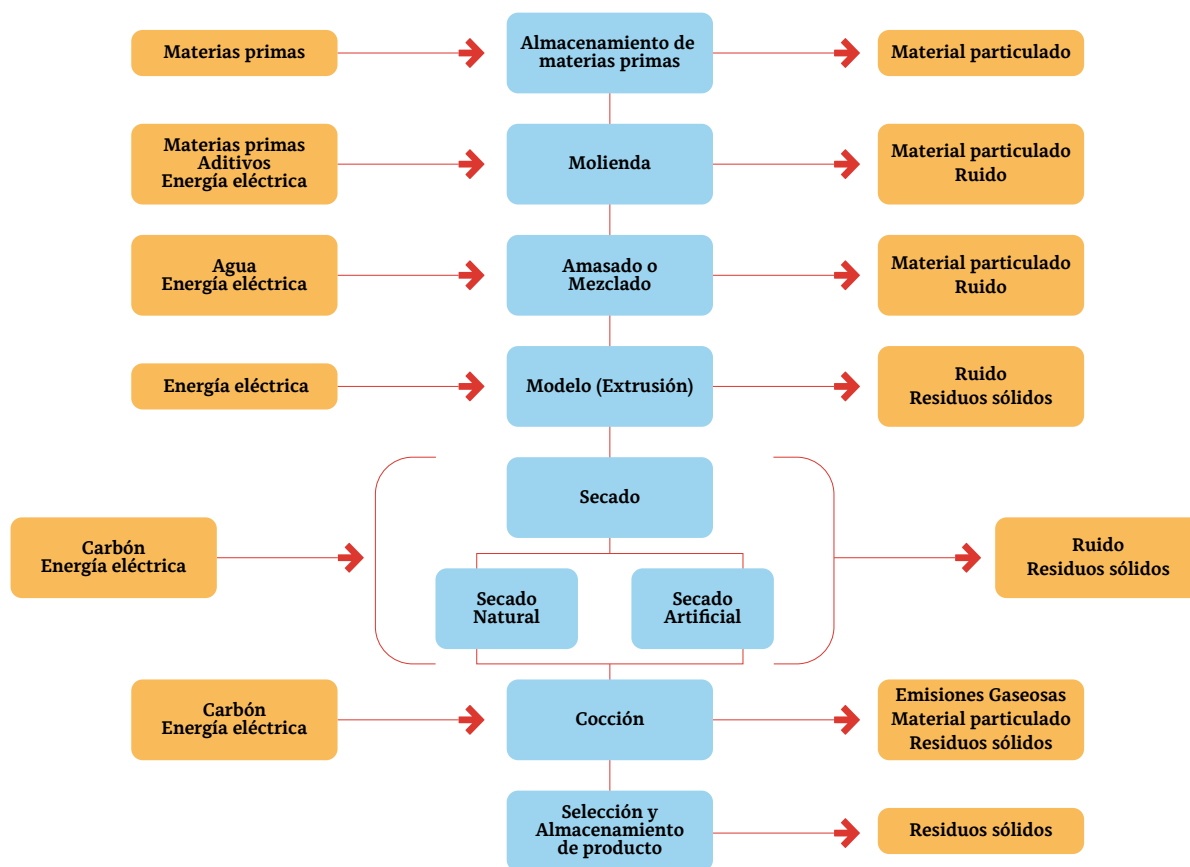 Materias primas
Almacenamiento de
materias primas
Material particulado
Materias primas
Aditivos
Energía eléctrica
Molienda
Material particulado
Ruido
Agua
Energía eléctrica
Amasado o
Mezclado
Material particulado
Ruido
Energía eléctrica
Modelo (Extrusión)
Ruido
Residuos sólidos
Secado
Carbón
Energía eléctrica
Ruido
Residuos sólidos
Secado
Natural
Secado
Artificial
Carbón
Energía eléctrica
Cocción
Emisiones Gaseosas
Material particulado
Residuos sólidos
Selección y
Almacenamiento
de producto
Residuos sólidos